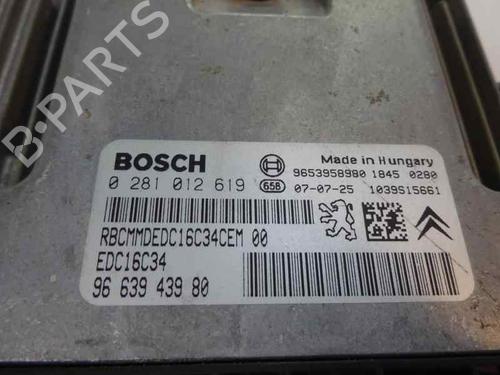 BOSCH
Made in Hungary
9653958980 1845 0280
0 281 012 619
658
07-07-25 1039S15661
RBCMMDEDC16C34CEM 00
EDC16C34
96 639 439 80
B-PARTS